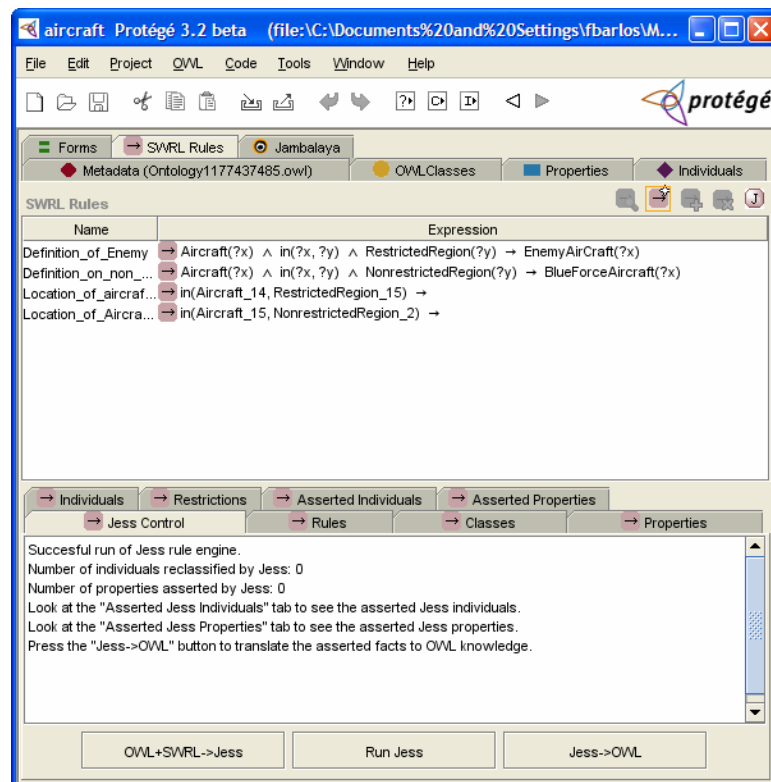 aircraft Protégé 3.2 beta (file:\C:\Documents%20and%20Settings\fbarlos\M...
File Edit Project OWL Code Tools Window Help
protégé
Forms SWRL Rules Jambalaya
Metadata (Ontology1177437485.owl) OWLClasses Properties Individuals
SWRL Rules
J
Name Expression
Definition_of_Enemy → Aircraft(?x) ∧ in(?x, ?y) ∧ RestrictedRegion(?y) → EnemyAirCraft(?x)
Definition_on_non_... → Aircraft(?x) ∧ in(?x, ?y) ∧ NonrestrictedRegion(?y) → BlueForceAircraft(?x)
Location_of_aircraf... → in(Aircraft_14, RestrictedRegion_15) →
Location_of_Aircra... → in(Aircraft_15, NonrestrictedRegion_2) →
Individuals Restrictions Asserted Individuals Asserted Properties
Jess Control Rules Classes Properties
Succesful run of Jess rule engine.
Number of individuals reclassified by Jess: 0
Number of properties asserted by Jess: 0
Look at the "Asserted Jess Individuals" tab to see the asserted Jess individuals.
Look at the "Asserted Jess Properties" tab to see the asserted Jess properties.
Press the "Jess->OWL" button to translate the asserted facts to OWL knowledge.
OWL+SWRL->Jess Run Jess Jess->OWL